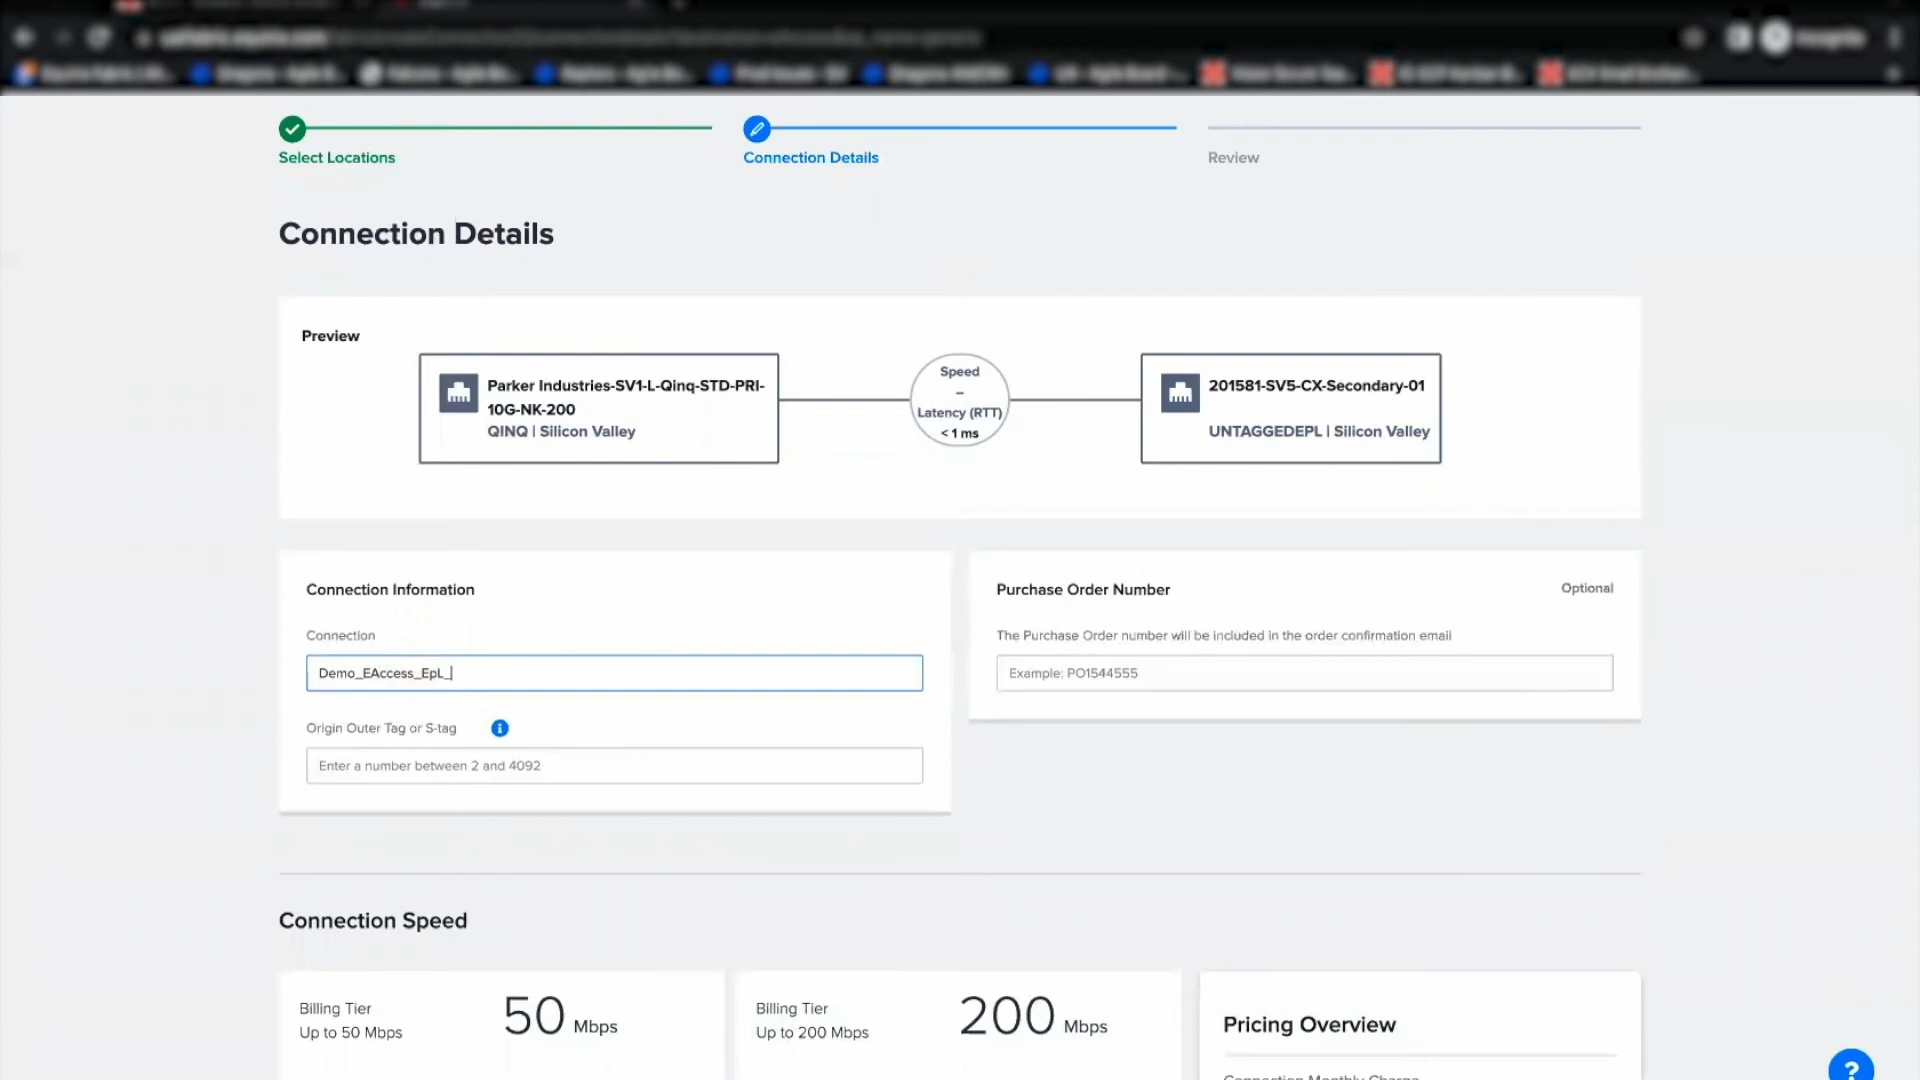 Select Locations
Connection Details
Review
Connection Details
Preview
Parker Industries-SV1-L-Qinq-STD-PRI-
10G-NK-200
QINQ | Silicon Valley
Speed
–
Latency (RTT)
< 1 ms
201581-SV5-CX-Secondary-01
UNTAGGEDEPL | Silicon Valley
Connection Information
Connection
Demo_EAccess_EpL_
Origin Outer Tag or S-tag
Enter a number between 2 and 4092
Purchase Order Number
Optional
The Purchase Order number will be included in the order confirmation email
Example: PO1544555
Connection Speed
Billing Tier
Up to 50 Mbps
50 Mbps
Billing Tier
Up to 200 Mbps
200 Mbps
Pricing Overview
Connection Monthly Charge
?